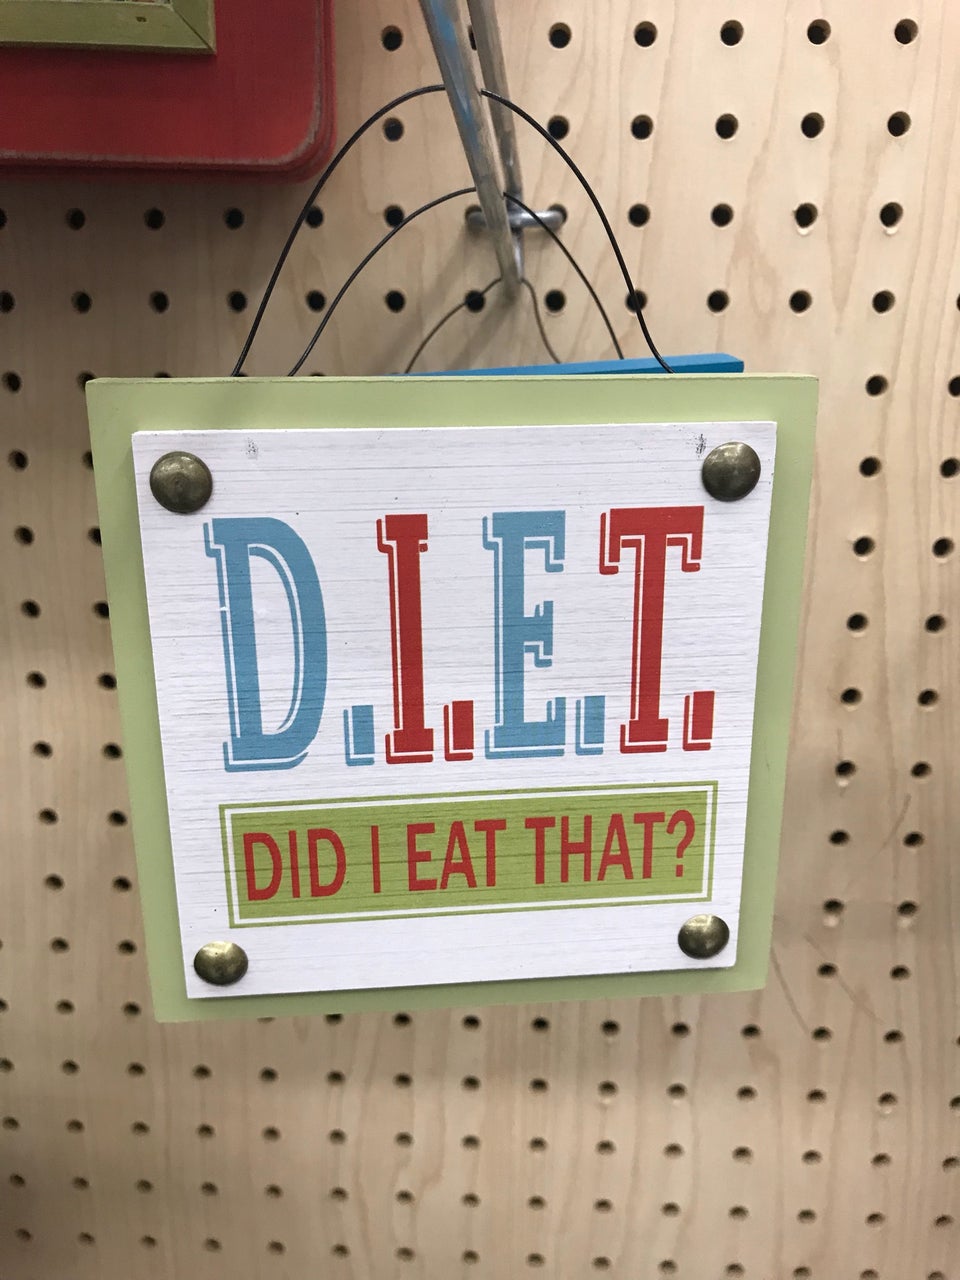 D.I.E.T.
DID I EAT THAT?